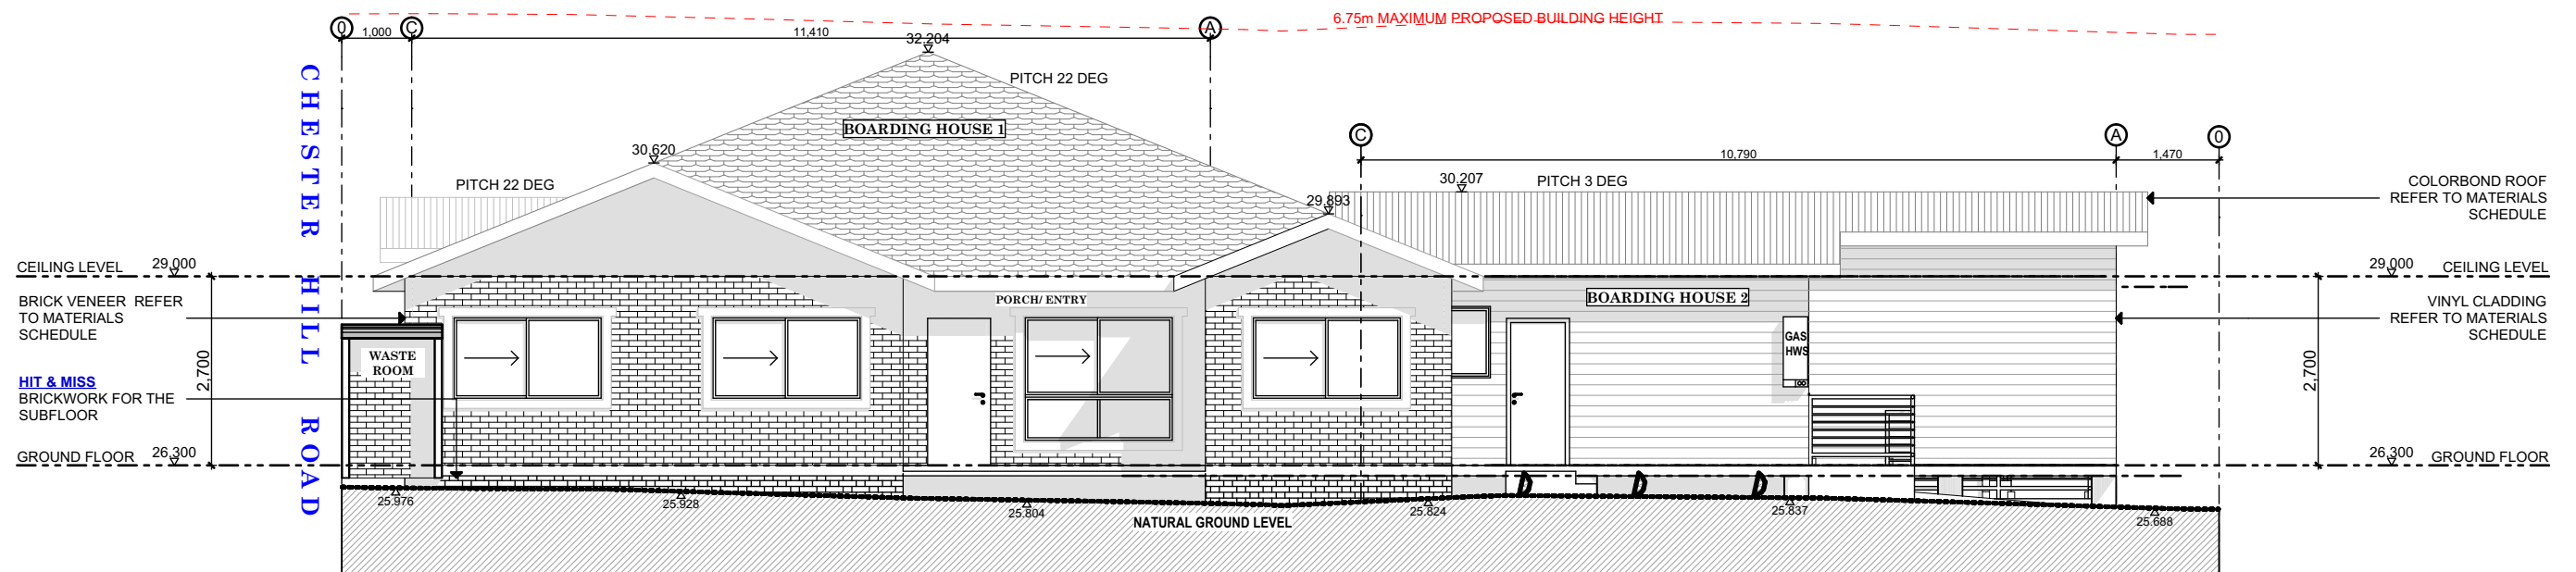 6.75m MAXIMUM PROPOSED BUILDING HEIGHT
0
C
A
1,000
11,410
32.204
PITCH 22 DEG
BOARDING HOUSE 1
30.620
PITCH 22 DEG
C
A
0
10,790
1,470
30.207
PITCH 3 DEG
29.893
COLORBOND ROOF
REFER TO MATERIALS
SCHEDULE
CHESTER HILL ROAD
CEILING LEVEL
29.000
29.000
CEILING LEVEL
BRICK VENEER REFER
TO MATERIALS
SCHEDULE
PORCH/ ENTRY
BOARDING HOUSE 2
VINYL CLADDING
REFER TO MATERIALS
SCHEDULE
WASTE
ROOM
GAS
HWS
2,700
2,700
HIT & MISS
BRICKWORK FOR THE
SUBFLOOR
GROUND FLOOR
26.300
26.300
GROUND FLOOR
25.976
25.928
25.804
NATURAL GROUND LEVEL
25.824
25.837
25.688